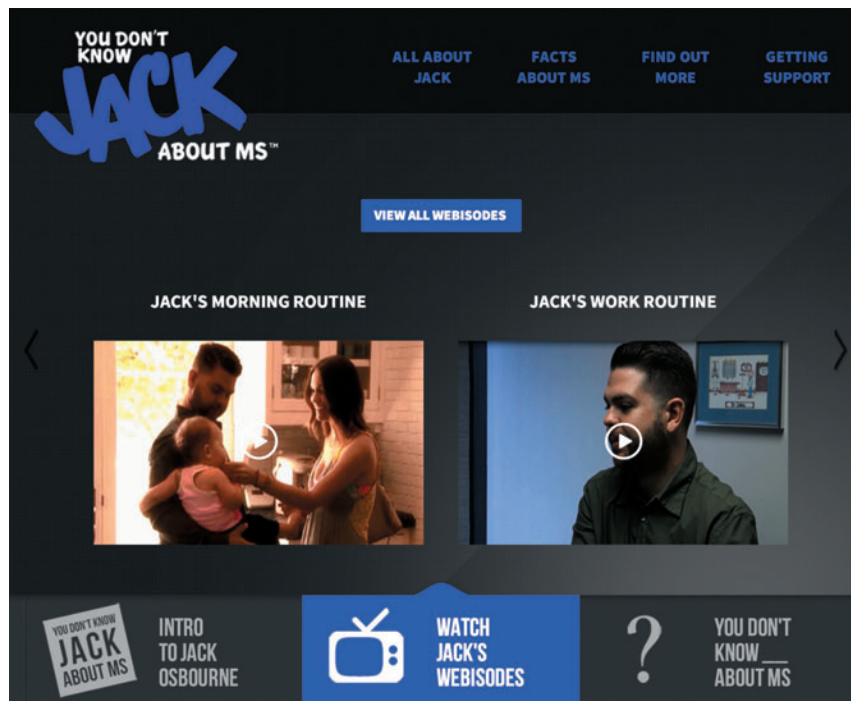 YOU DON'T
KNOW
JACK
ABOUT MS™
ALL ABOUT
JACK
FACTS
ABOUT MS
FIND OUT
MORE
GETTING
SUPPORT
VIEW ALL WEBISODES
JACK'S MORNING ROUTINE
JACK'S WORK ROUTINE
YOU DON'T KNOW
JACK
ABOUT MS
INTRO
TO JACK
OSBOURNE
WATCH
JACK'S
WEBISODES
?
YOU DON'T
KNOW __
ABOUT MS